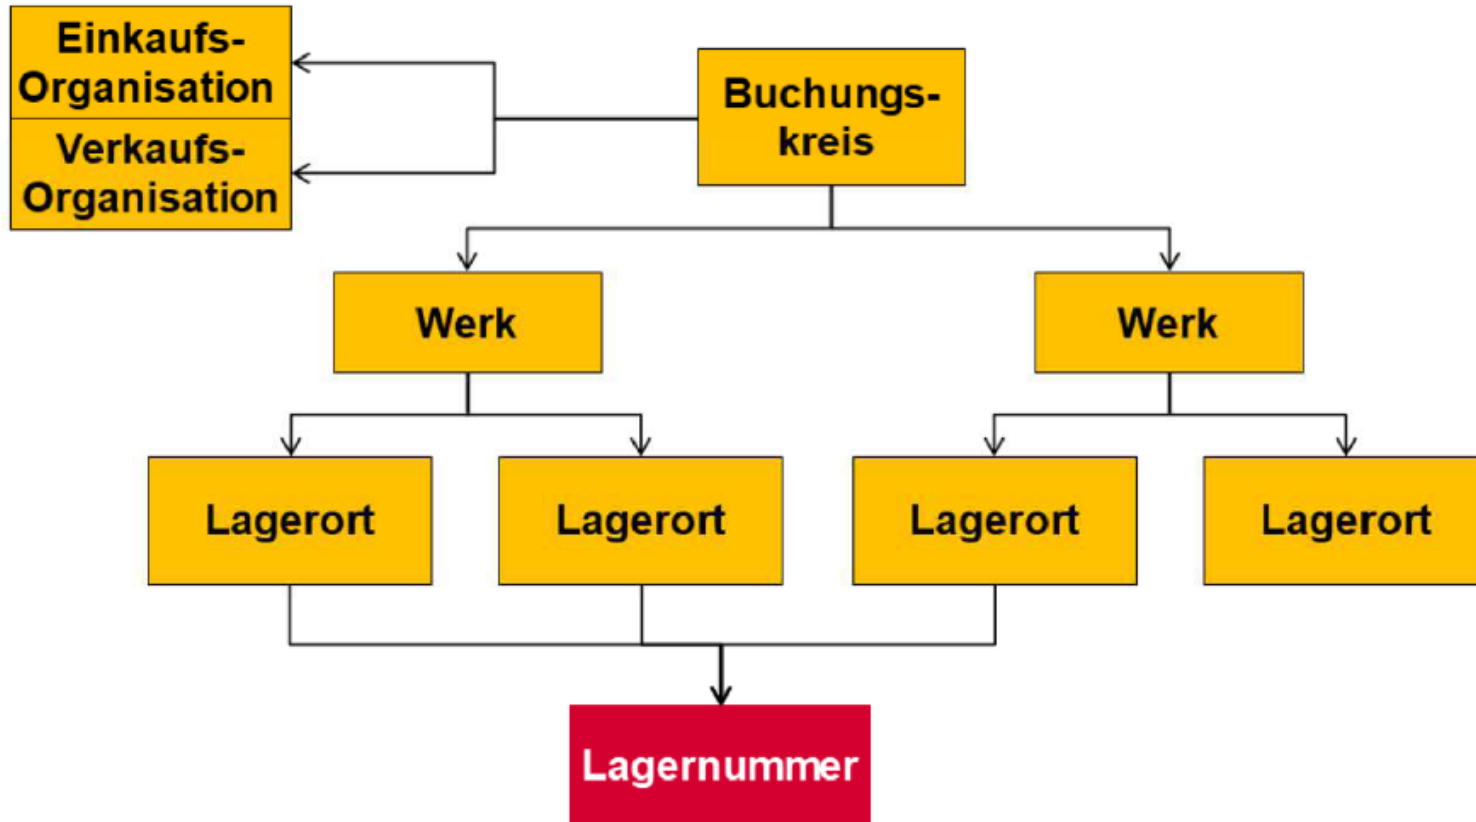 Einkaufs-
Organisation
Verkaufs-
Organisation
Buchungs-
kreis
Werk
Werk
Lagerort
Lagerort
Lagerort
Lagerort
Lagernummer